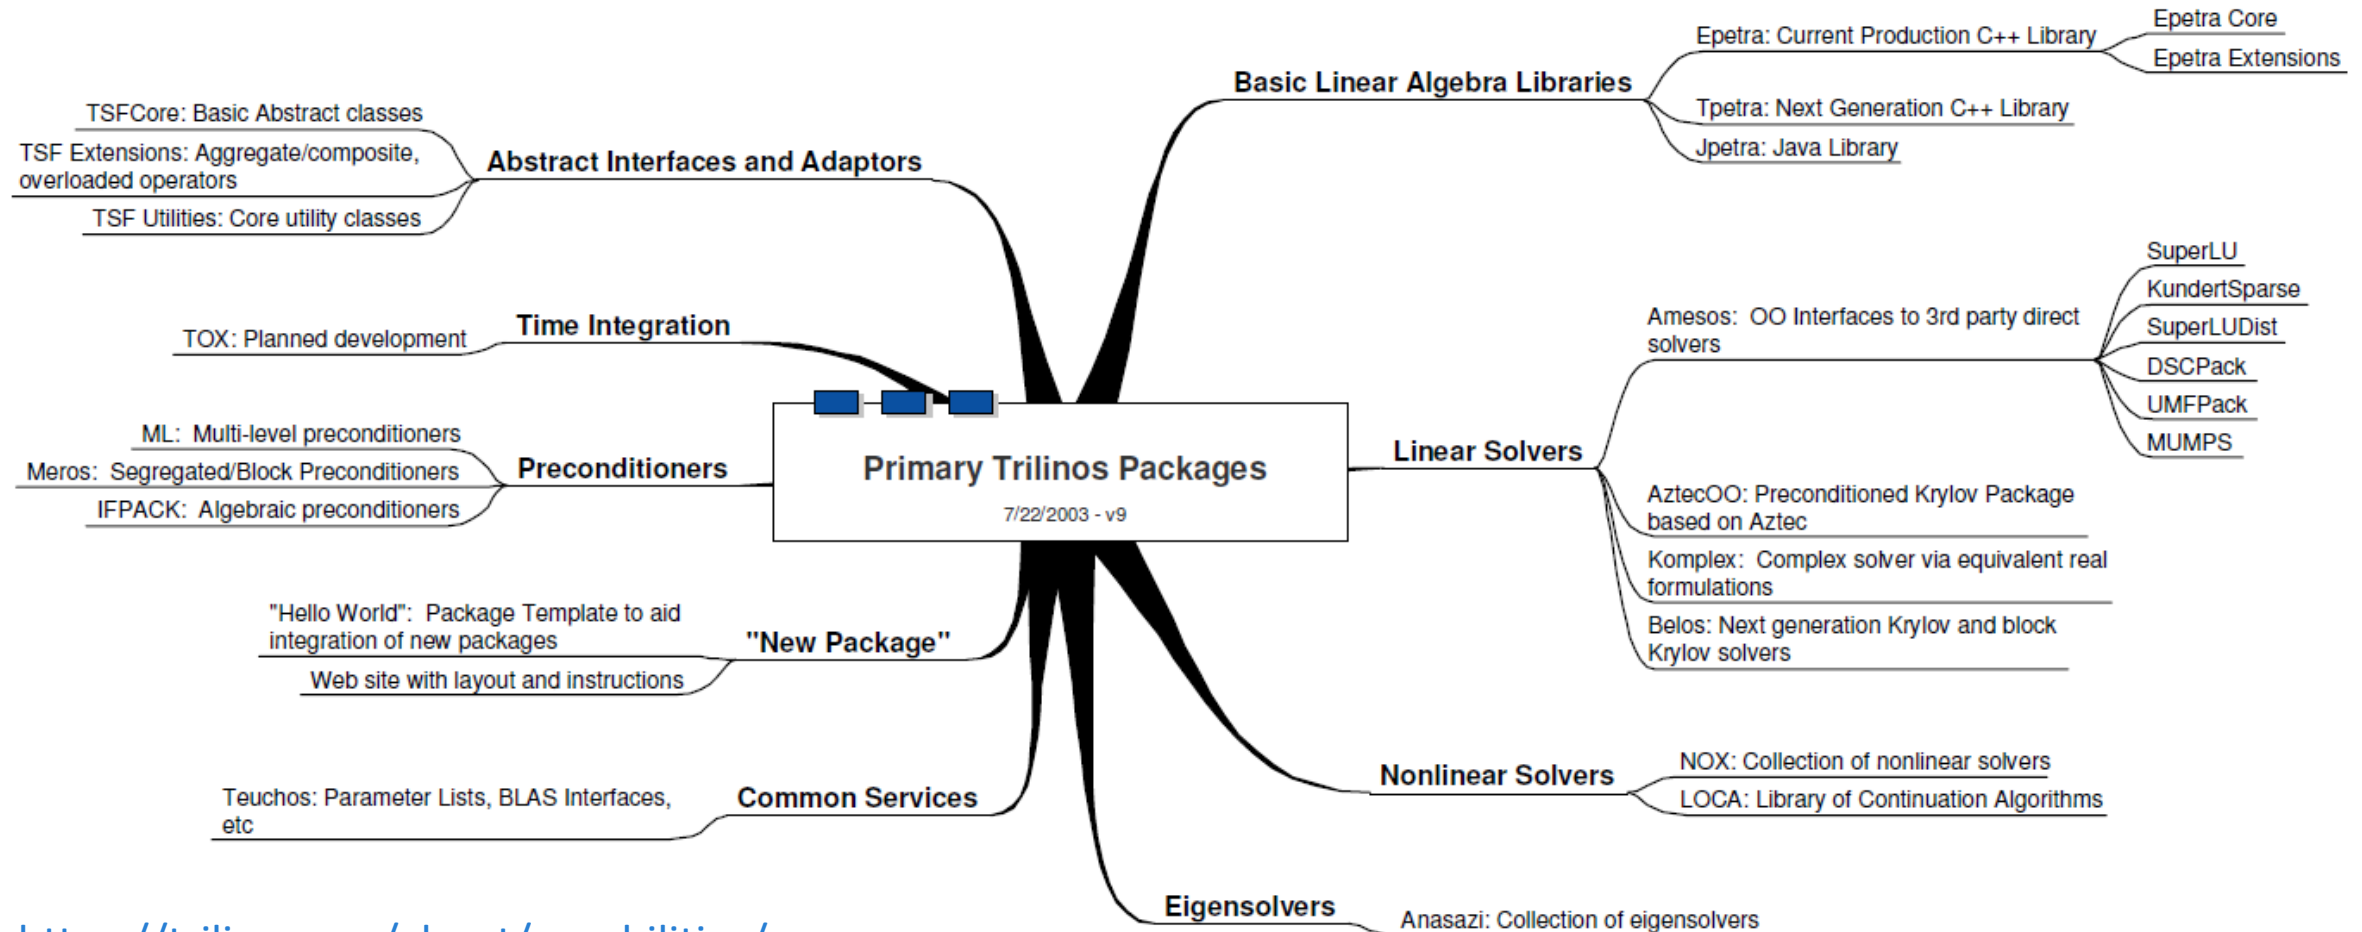 Primary Trilinos Packages
7/22/2003 - v9
Basic Linear Algebra Libraries
Epetra: Current Production C++ Library
Epetra Core
Epetra Extensions
Tpetra: Next Generation C++ Library
Jpetra: Java Library
Linear Solvers
Amesos:  OO Interfaces to 3rd party direct
solvers
SuperLU
KundertSparse
SuperLUDist
DSCPack
UMFPack
MUMPS
AztecOO: Preconditioned Krylov Package
based on Aztec
Komplex:  Complex solver via equivalent real
formulations
Belos: Next generation Krylov and block
Krylov solvers
Nonlinear Solvers
NOX: Collection of nonlinear solvers
LOCA: Library of Continuation Algorithms
Eigensolvers
Anasazi: Collection of eigensolvers
Abstract Interfaces and Adaptors
TSFCore: Basic Abstract classes
TSF Extensions: Aggregate/composite,
overloaded operators
TSF Utilities: Core utility classes
Time Integration
TOX: Planned development
Preconditioners
ML:  Multi-level preconditioners
Meros:  Segregated/Block Preconditioners
IFPACK:  Algebraic preconditioners
"New Package"
"Hello World":  Package Template to aid
integration of new packages
Web site with layout and instructions
Common Services
Teuchos: Parameter Lists, BLAS Interfaces,
etc